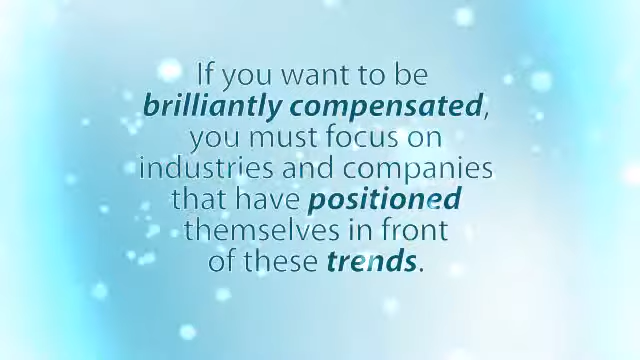 If you want to be
brilliantly compensated,
you must focus on
industries and companies
that have positioned
themselves in front
of these trends.